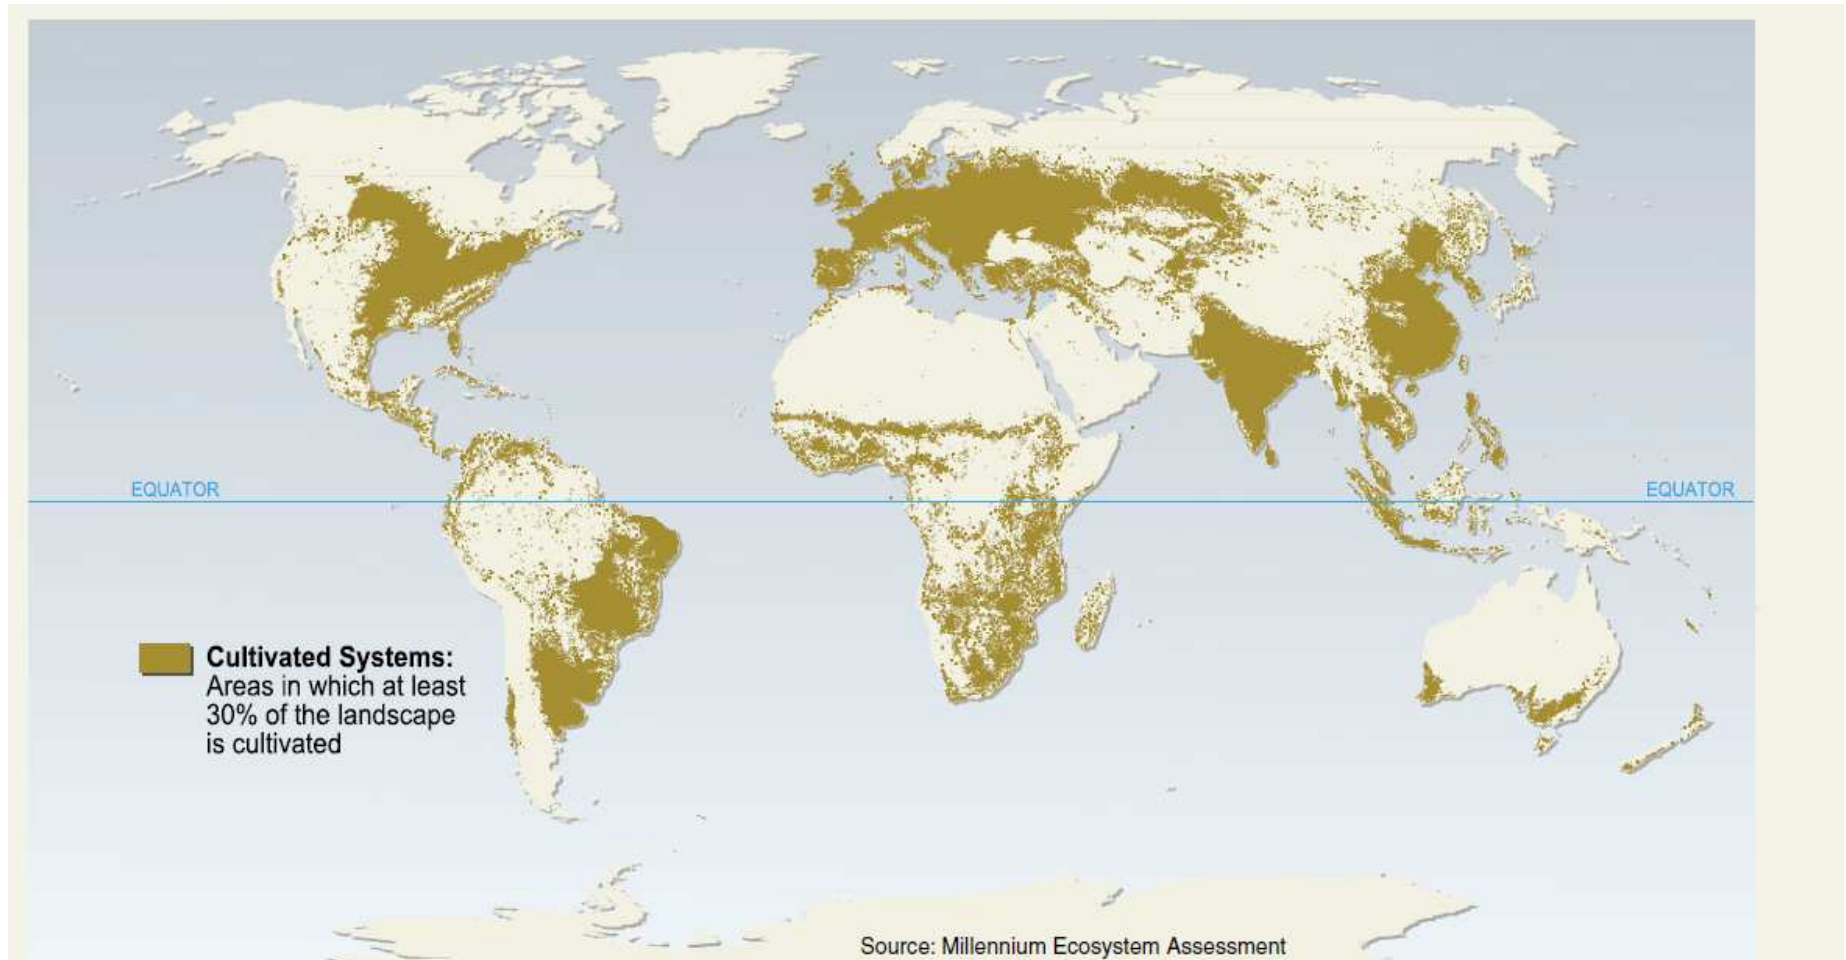 EQUATOR
EQUATOR
Cultivated Systems:
Areas in which at least
30% of the landscape
is cultivated
Source: Millennium Ecosystem Assessment